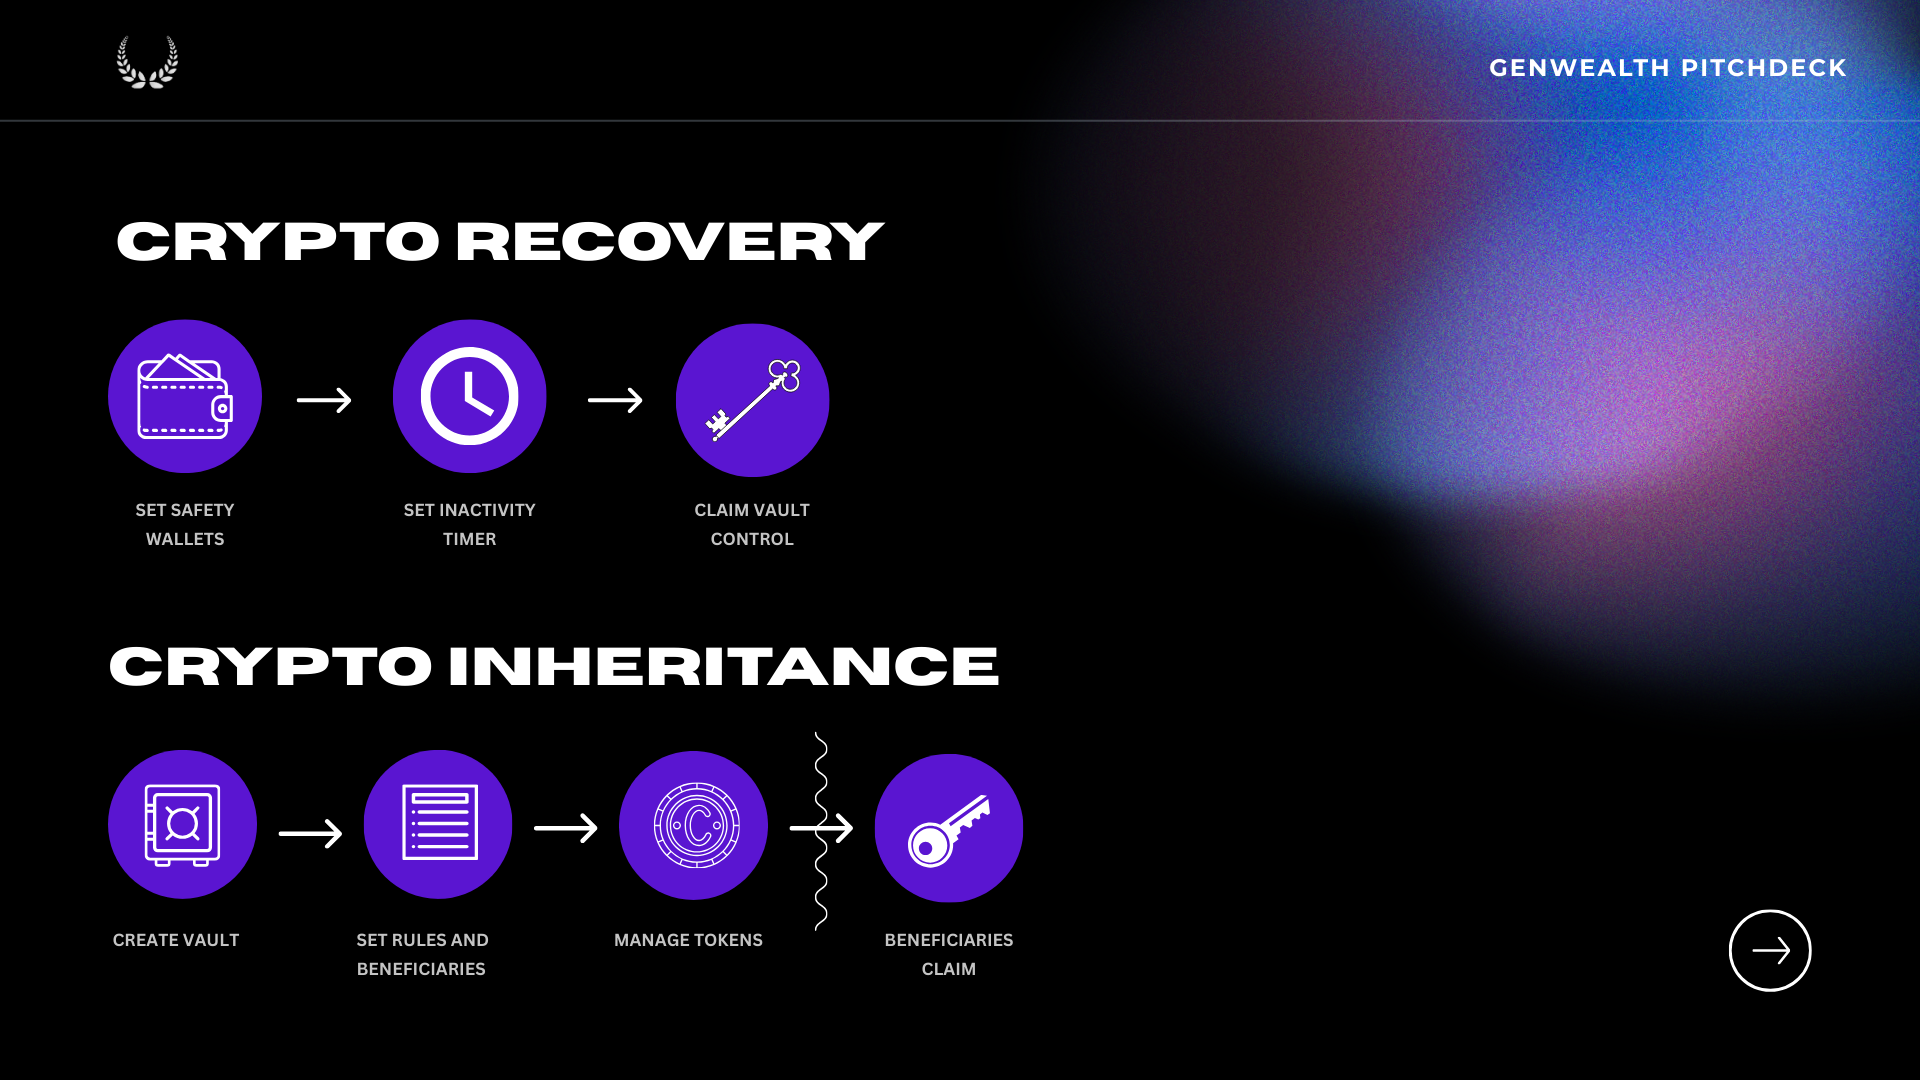 GENWEALTH PITCHDECK
CRYPTO RECOVERY
SET SAFETY
WALLETS
SET INACTIVITY
TIMER
CLAIM VAULT
CONTROL
CRYPTO INHERITANCE
CREATE VAULT
SET RULES AND
BENEFICIARIES
MANAGE TOKENS
BENEFICIARIES
CLAIM